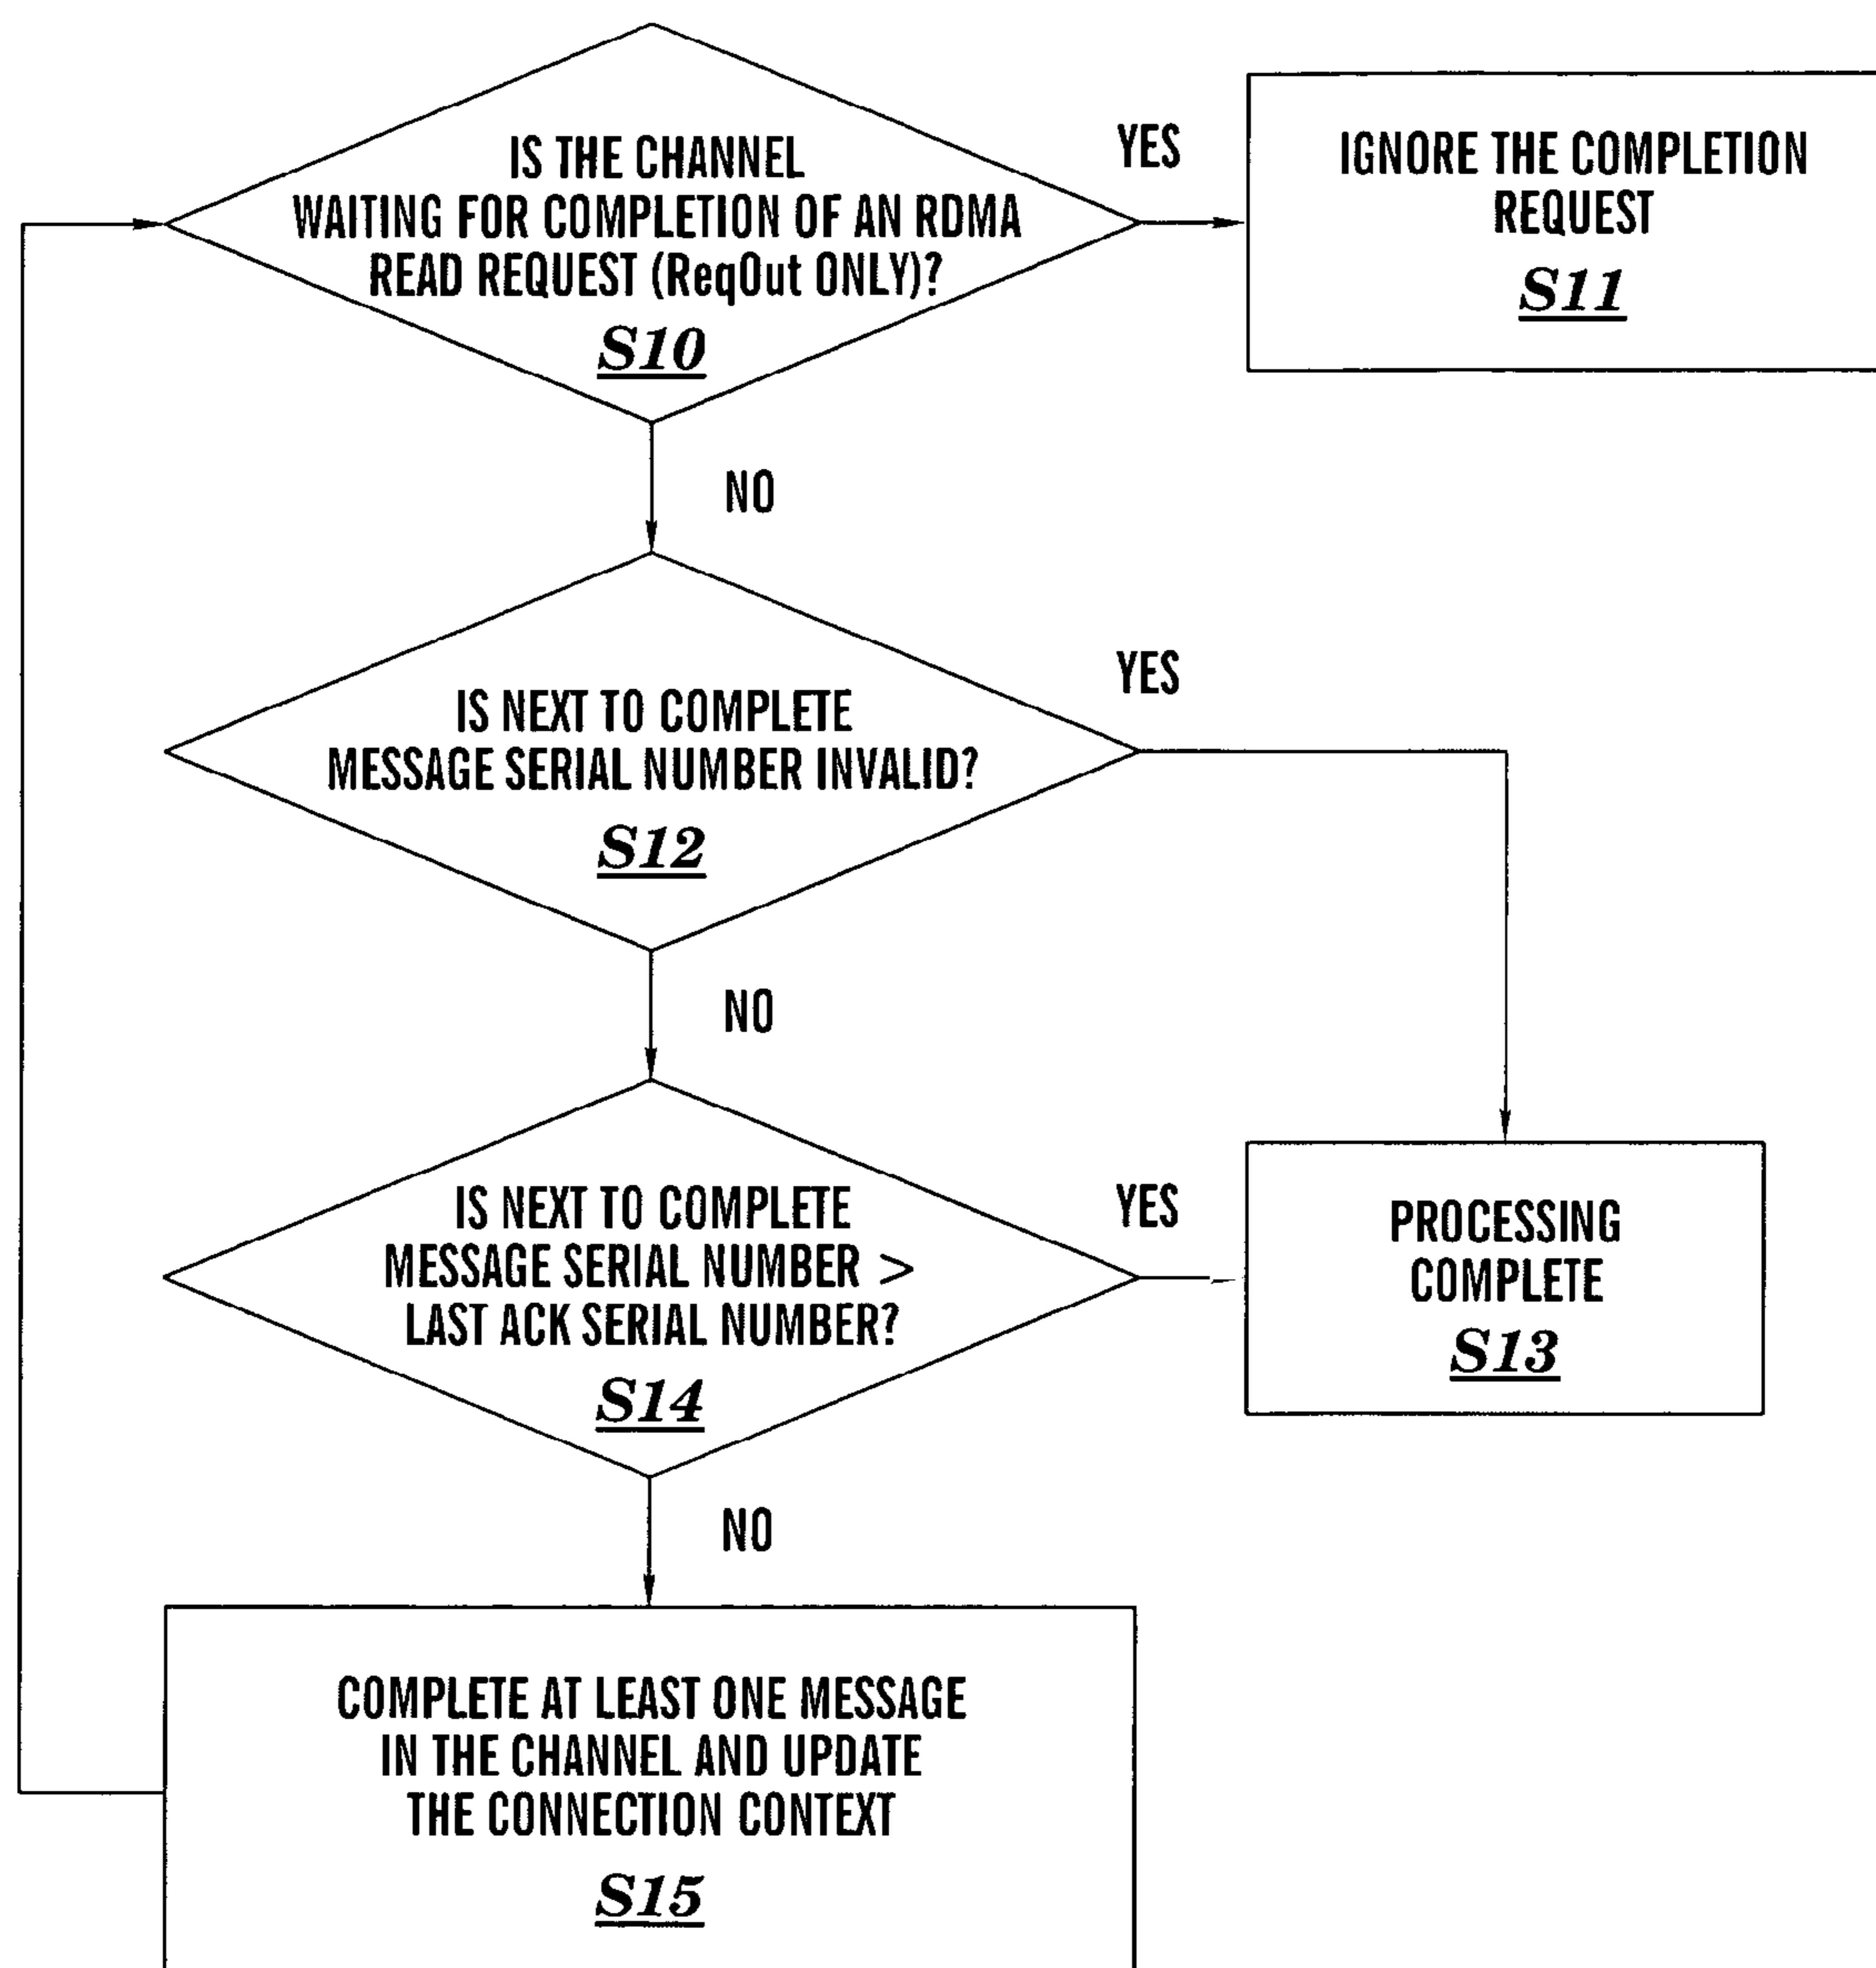 IS THE CHANNEL
WAITING FOR COMPLETION OF AN RDMA
READ REQUEST (ReqOut ONLY)?
S10
YES
IGNORE THE COMPLETION
REQUEST
S11
NO
IS NEXT TO COMPLETE
MESSAGE SERIAL NUMBER INVALID?
S12
YES
NO
IS NEXT TO COMPLETE
MESSAGE SERIAL NUMBER >
LAST ACK SERIAL NUMBER?
S14
YES
PROCESSING
COMPLETE
S13
NO
COMPLETE AT LEAST ONE MESSAGE
IN THE CHANNEL AND UPDATE
THE CONNECTION CONTEXT
S15